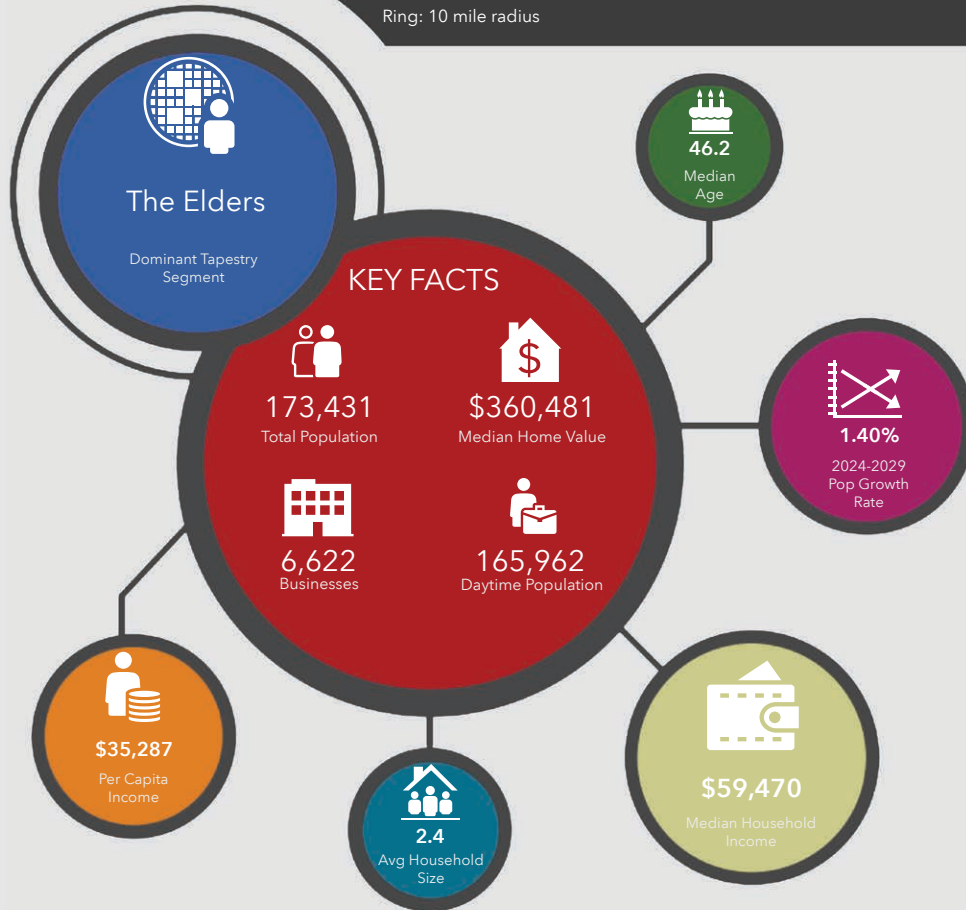 Ring: 10 mile radius
The Elders
Dominant Tapestry
Segment
46.2
Median
Age
KEY FACTS
173,431
Total Population
$360,481
Median Home Value
6,622
Businesses
165,962
Daytime Population
1.40%
2024-2029
Pop Growth
Rate
$35,287
Per Capita
Income
2.4
Avg Household
Size
$59,470
Median Household
Income